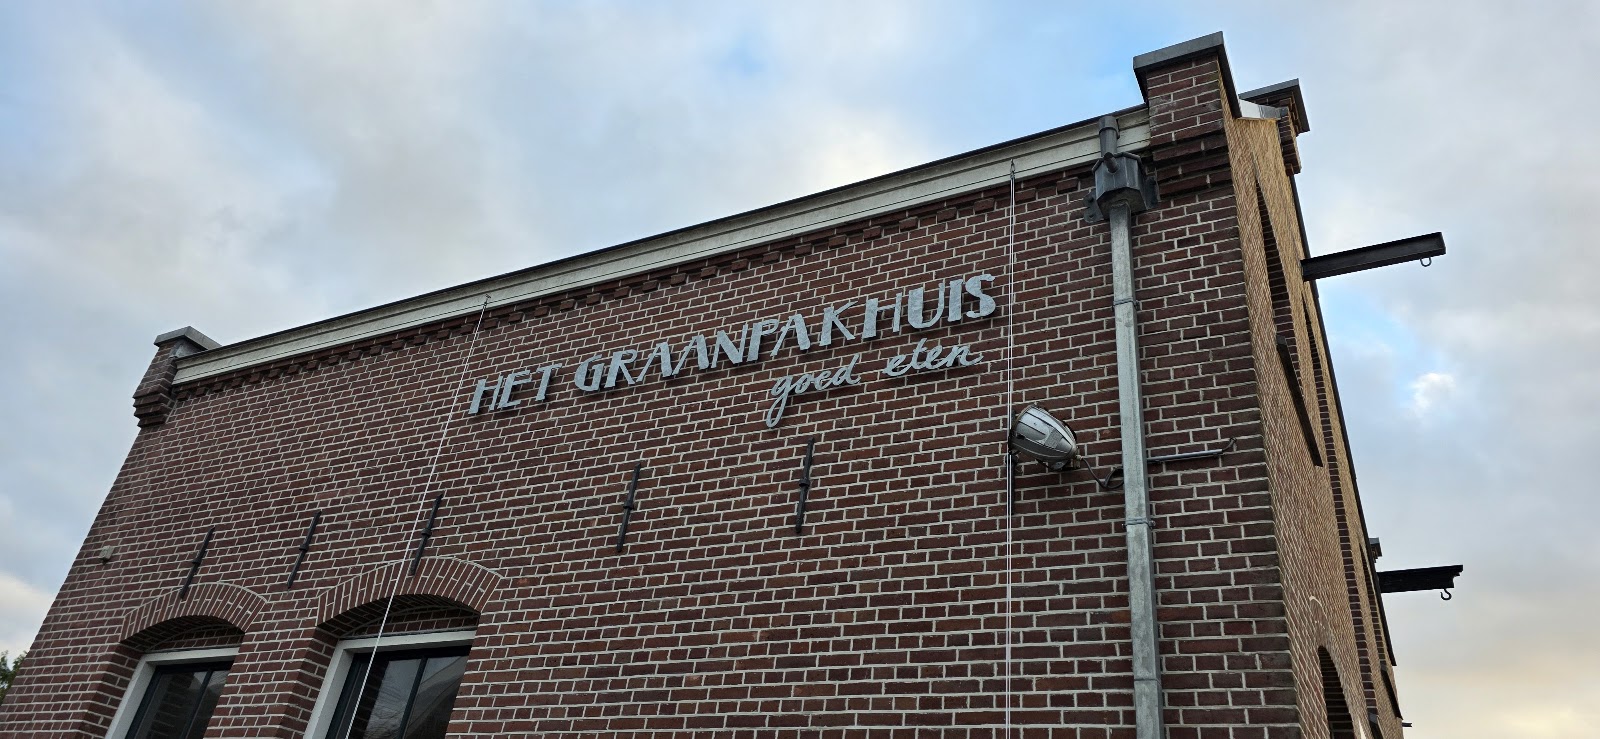 HET GRAANPAKHUIS
goed eten